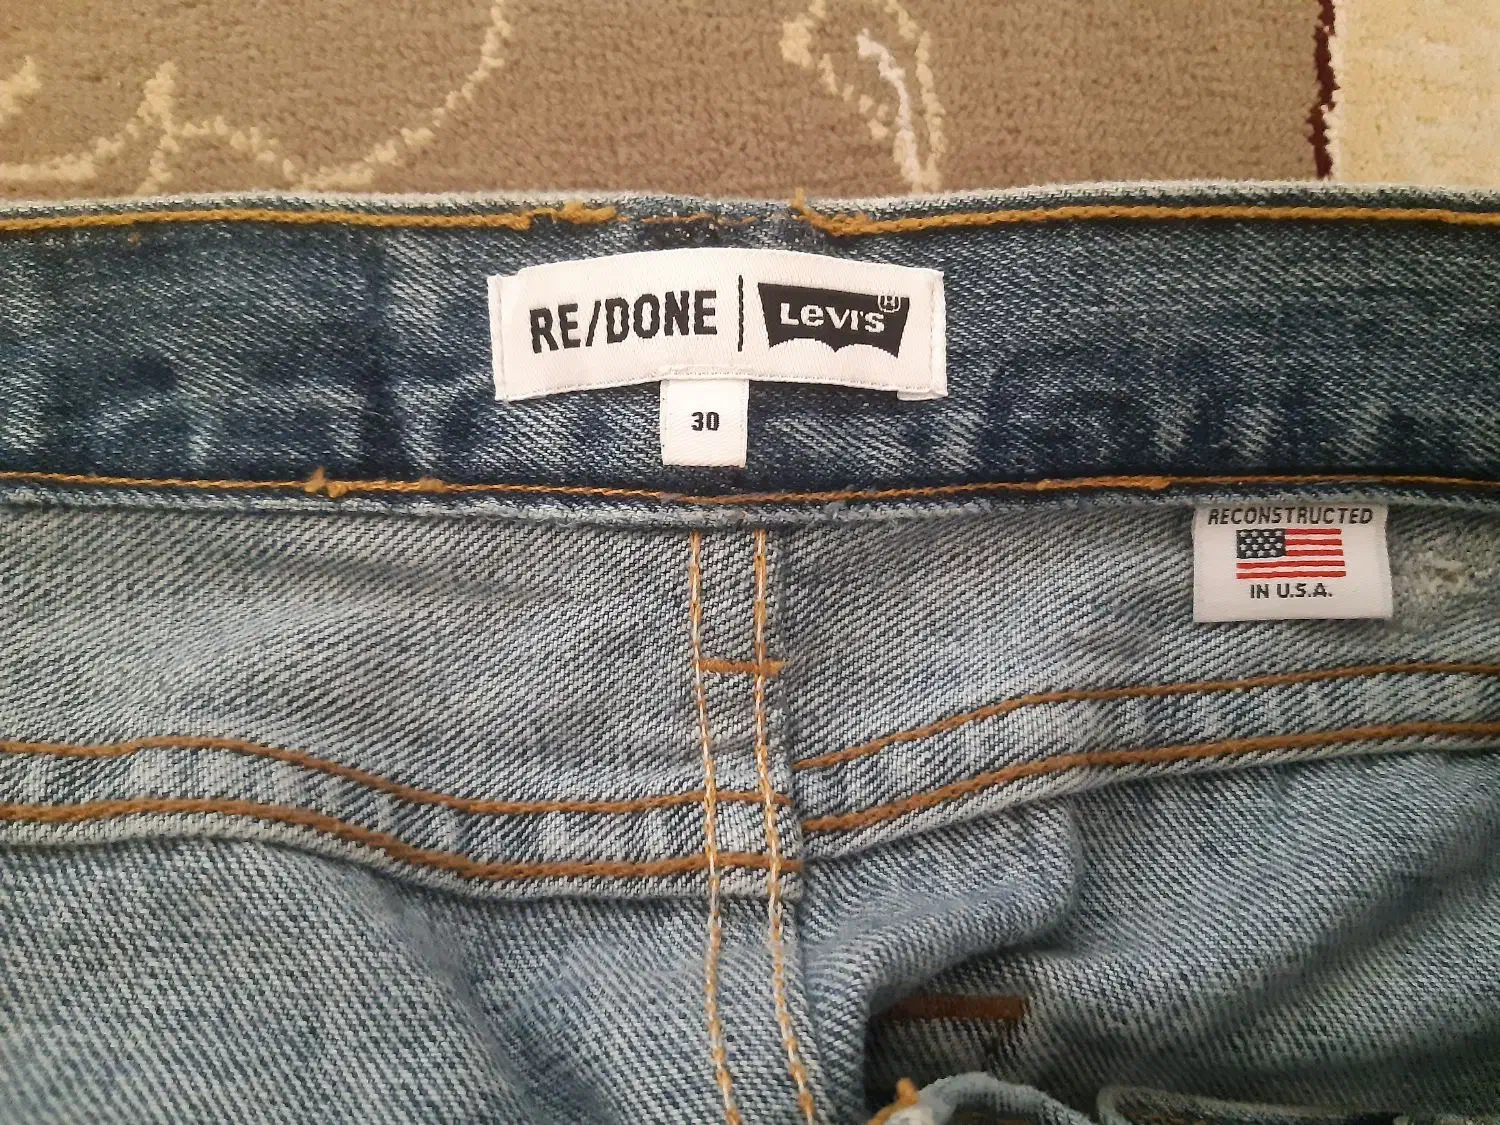 RE/DONE | LEVI'S®
30
RECONSTRUCTED
IN U.S.A.